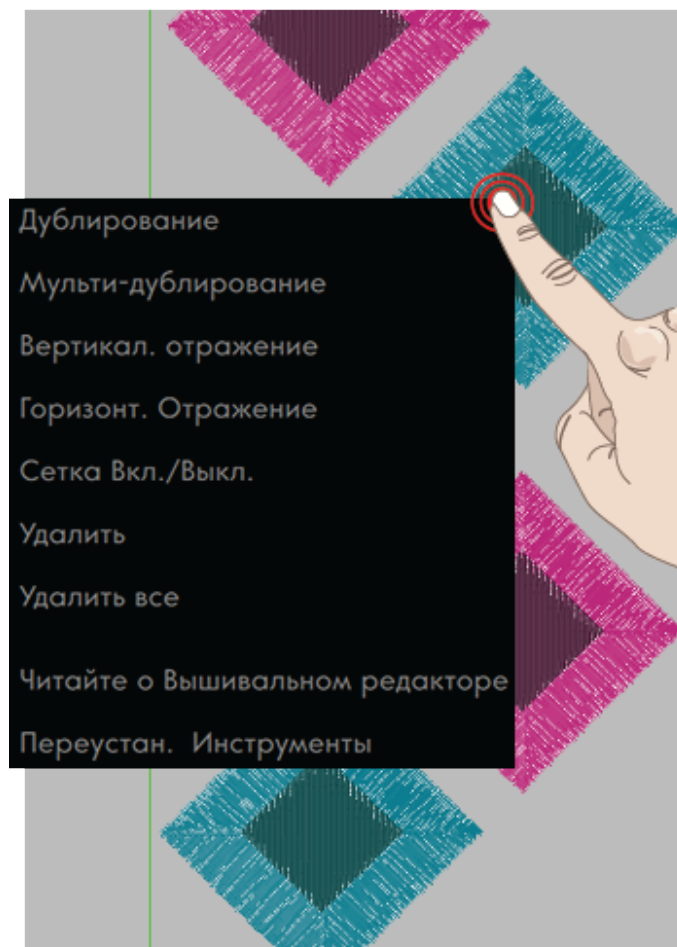 Дублирование
Мульти-дублирование
Вертикал. отражение
Горизонт. Отражение
Сетка Вкл./Выкл.
Удалить
Удалить все
Читайте о Вышивальном редакторе
Переустан. Инструменты